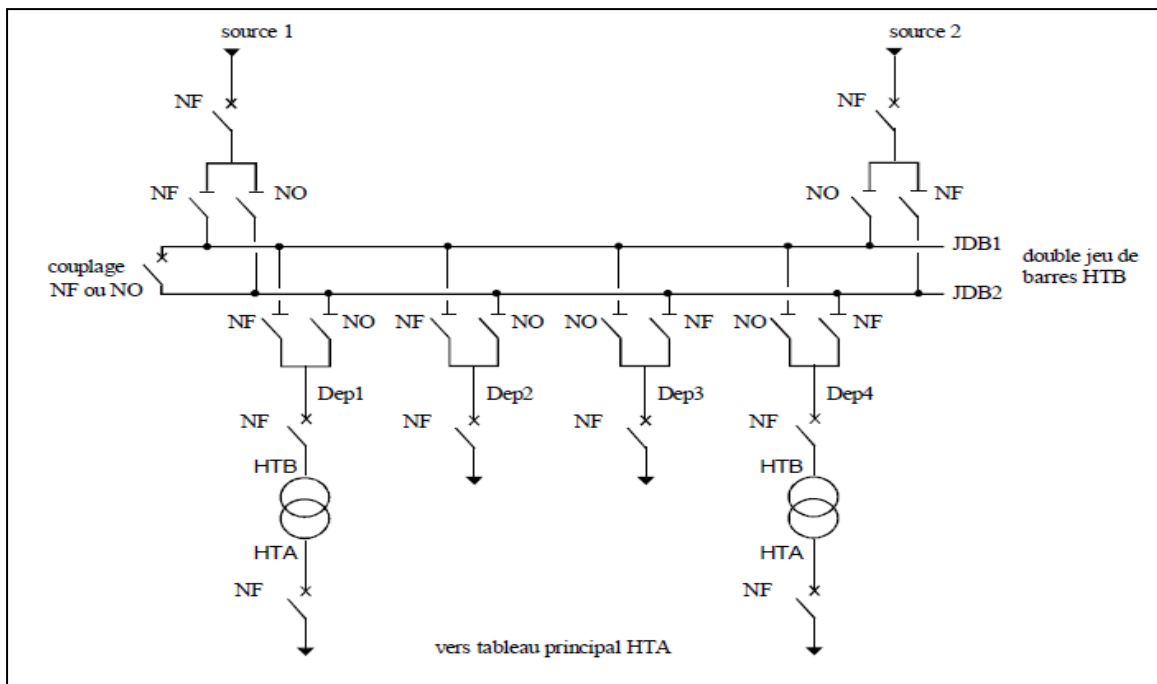 source 1
source 2
NF
NF
NF
NO
NO
NF
JDB1
couplage
NF ou NO
double jeu de
barres HTB
JDB2
NF
NO
NF
NO
NO
NF
NO
NF
Dep1
Dep2
Dep3
Dep4
NF
NF
NF
NF
HTB
HTB
HTA
HTA
NF
NF
vers tableau principal HTA